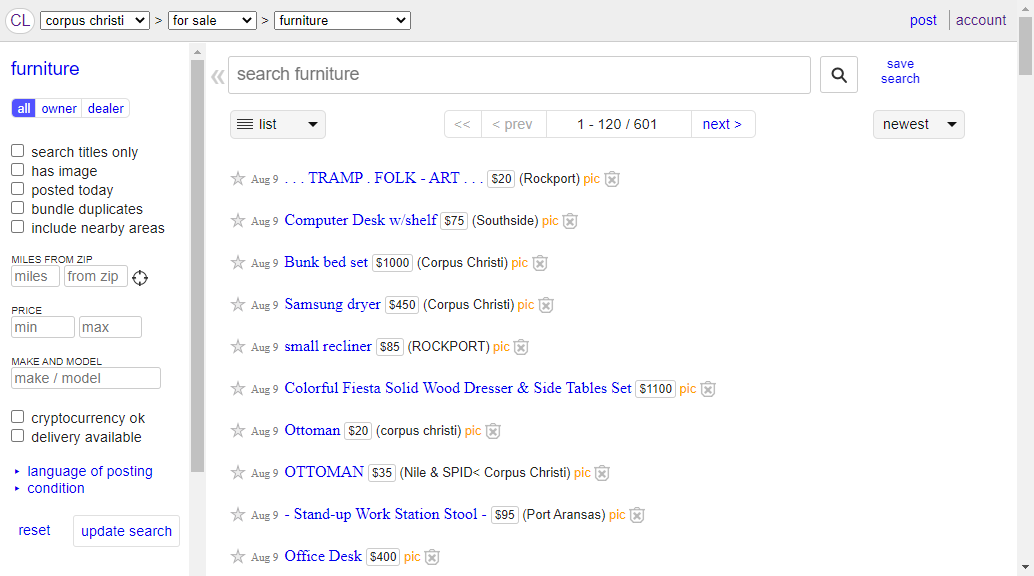 CL corpus christi > for sale > furniture post account
furniture
all owner dealer
search titles only
has image
posted today
bundle duplicates
include nearby areas
MILES FROM ZIP
miles from zip
PRICE
min max
MAKE AND MODEL
make / model
cryptocurrency ok
delivery available
language of posting
condition
reset update search
« search furniture save search
list << < prev 1 - 120 / 601 next > newest
Aug 9 . . . TRAMP . FOLK - ART . . . $20 (Rockport) pic
Aug 9 Computer Desk w/shelf $75 (Southside) pic
Aug 9 Bunk bed set $1000 (Corpus Christi) pic
Aug 9 Samsung dryer $450 (Corpus Christi) pic
Aug 9 small recliner $85 (ROCKPORT) pic
Aug 9 Colorful Fiesta Solid Wood Dresser & Side Tables Set $1100 pic
Aug 9 Ottoman $20 (corpus christi) pic
Aug 9 OTTOMAN $35 (Nile & SPID< Corpus Christi) pic
Aug 9 - Stand-up Work Station Stool - $95 (Port Aransas) pic
Aug 9 Office Desk $400 pic